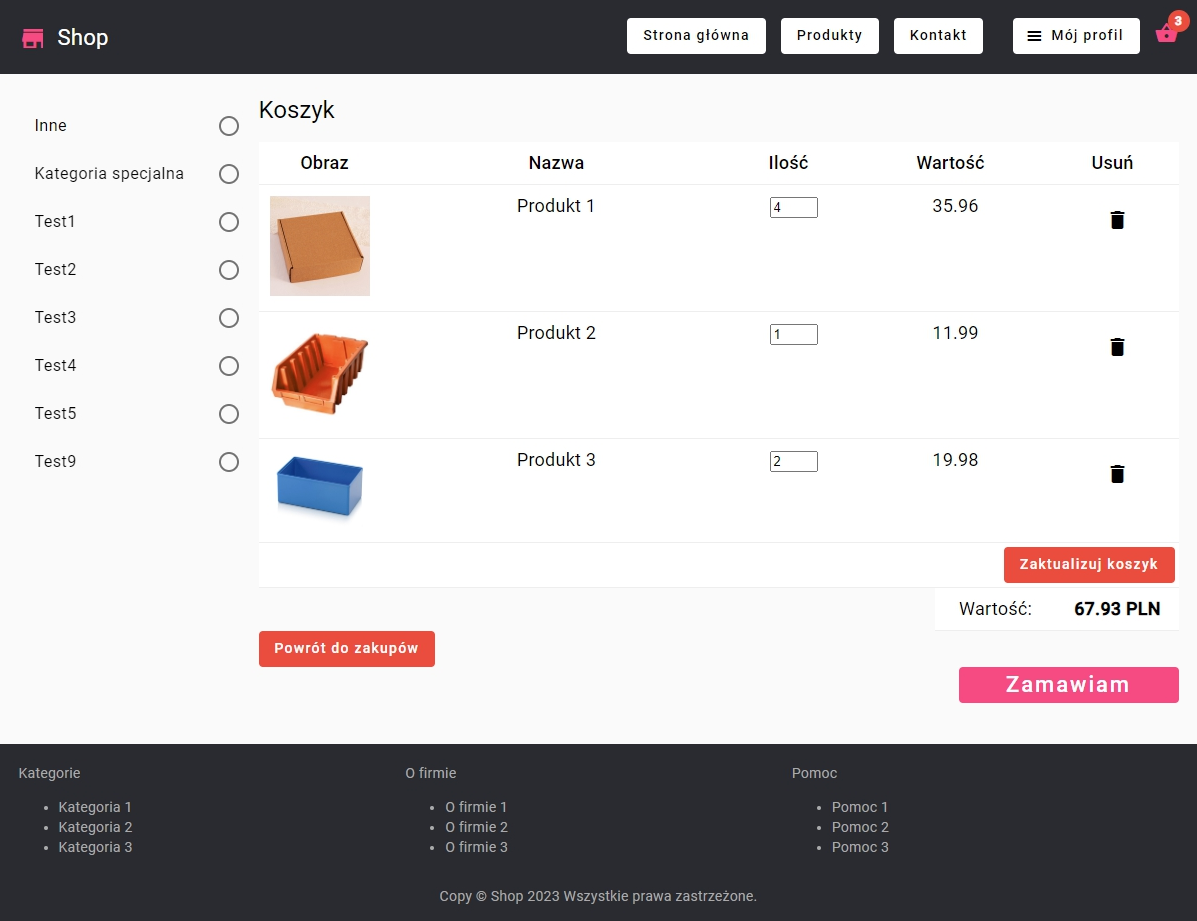 Shop
Strona główna
Produkty
Kontakt
Mój profil
3
Inne
Kategoria specjalna
Test1
Test2
Test3
Test4
Test5
Test9
Koszyk
Obraz Nazwa Ilość Wartość Usuń
Produkt 1 4 35.96
Produkt 2 1 11.99
Produkt 3 2 19.98
Zaktualizuj koszyk
Wartość: 67.93 PLN
Powrót do zakupów
Zamawiam
Kategorie
Kategoria 1
Kategoria 2
Kategoria 3
O firmie
O firmie 1
O firmie 2
O firmie 3
Pomoc
Pomoc 1
Pomoc 2
Pomoc 3
Copy © Shop 2023 Wszystkie prawa zastrzeżone.